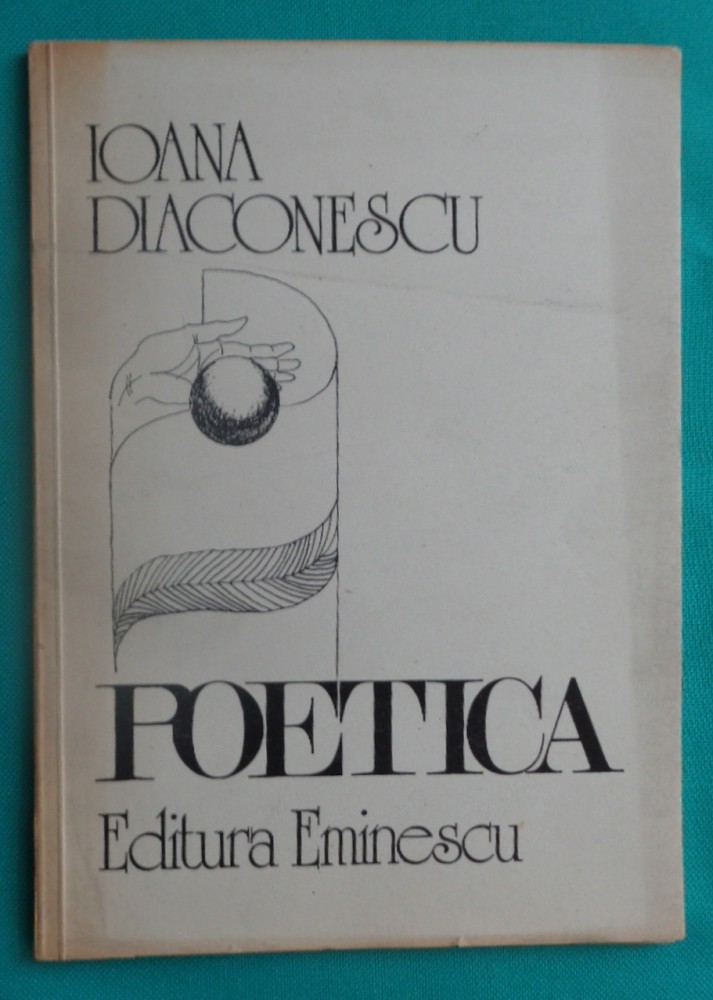 IOANA
DIACONESCU
POETICA
Editura Eminescu